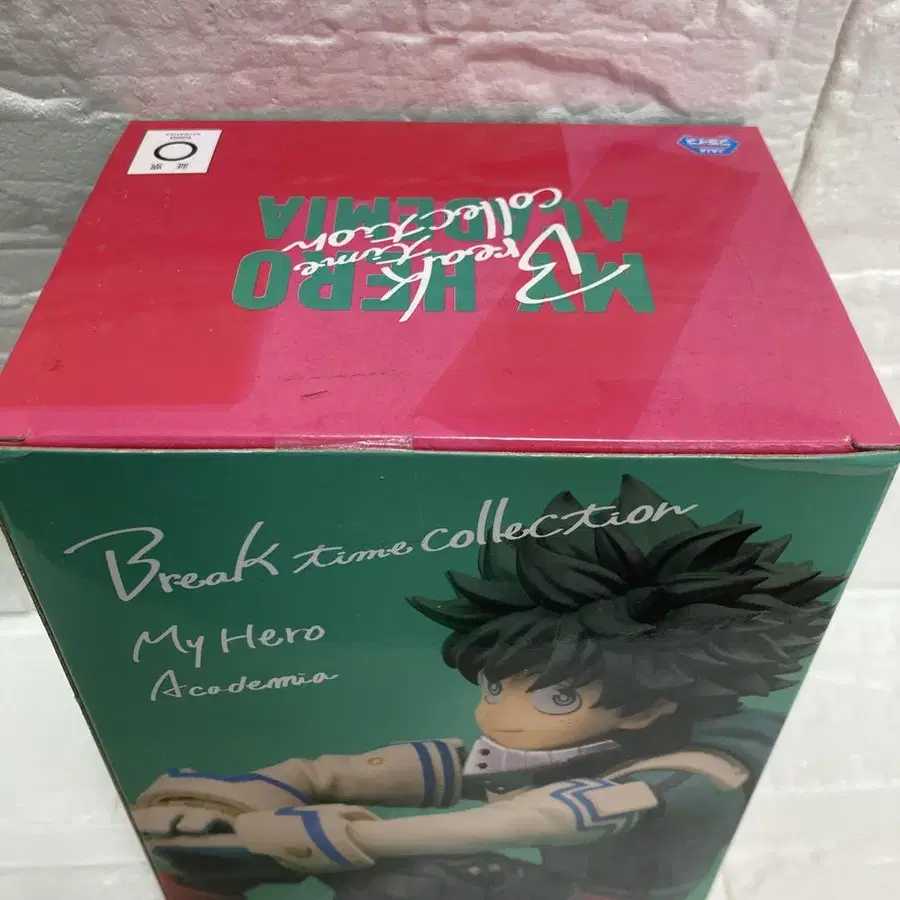 MY HERO
ACADEMIA
Break
time
collection
Break time collection
My Hero
Academia